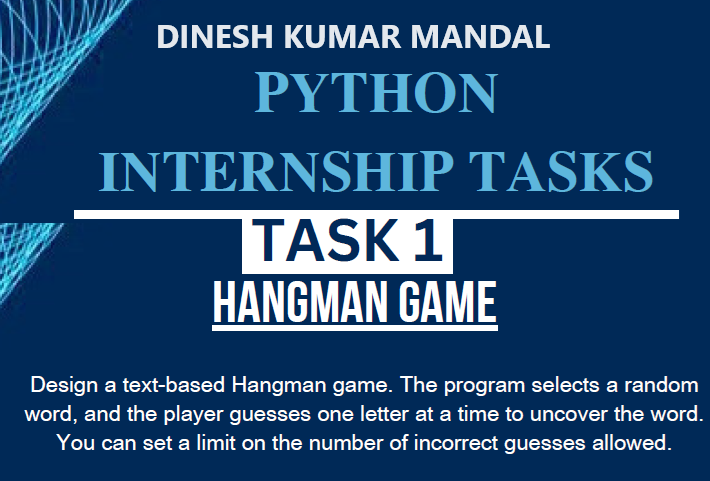 DINESH KUMAR MANDAL
PYTHON
INTERNSHIP TASKS
TASK 1
HANGMAN GAME
Design a text-based Hangman game. The program selects a random
word, and the player guesses one letter at a time to uncover the word.
You can set a limit on the number of incorrect guesses allowed.